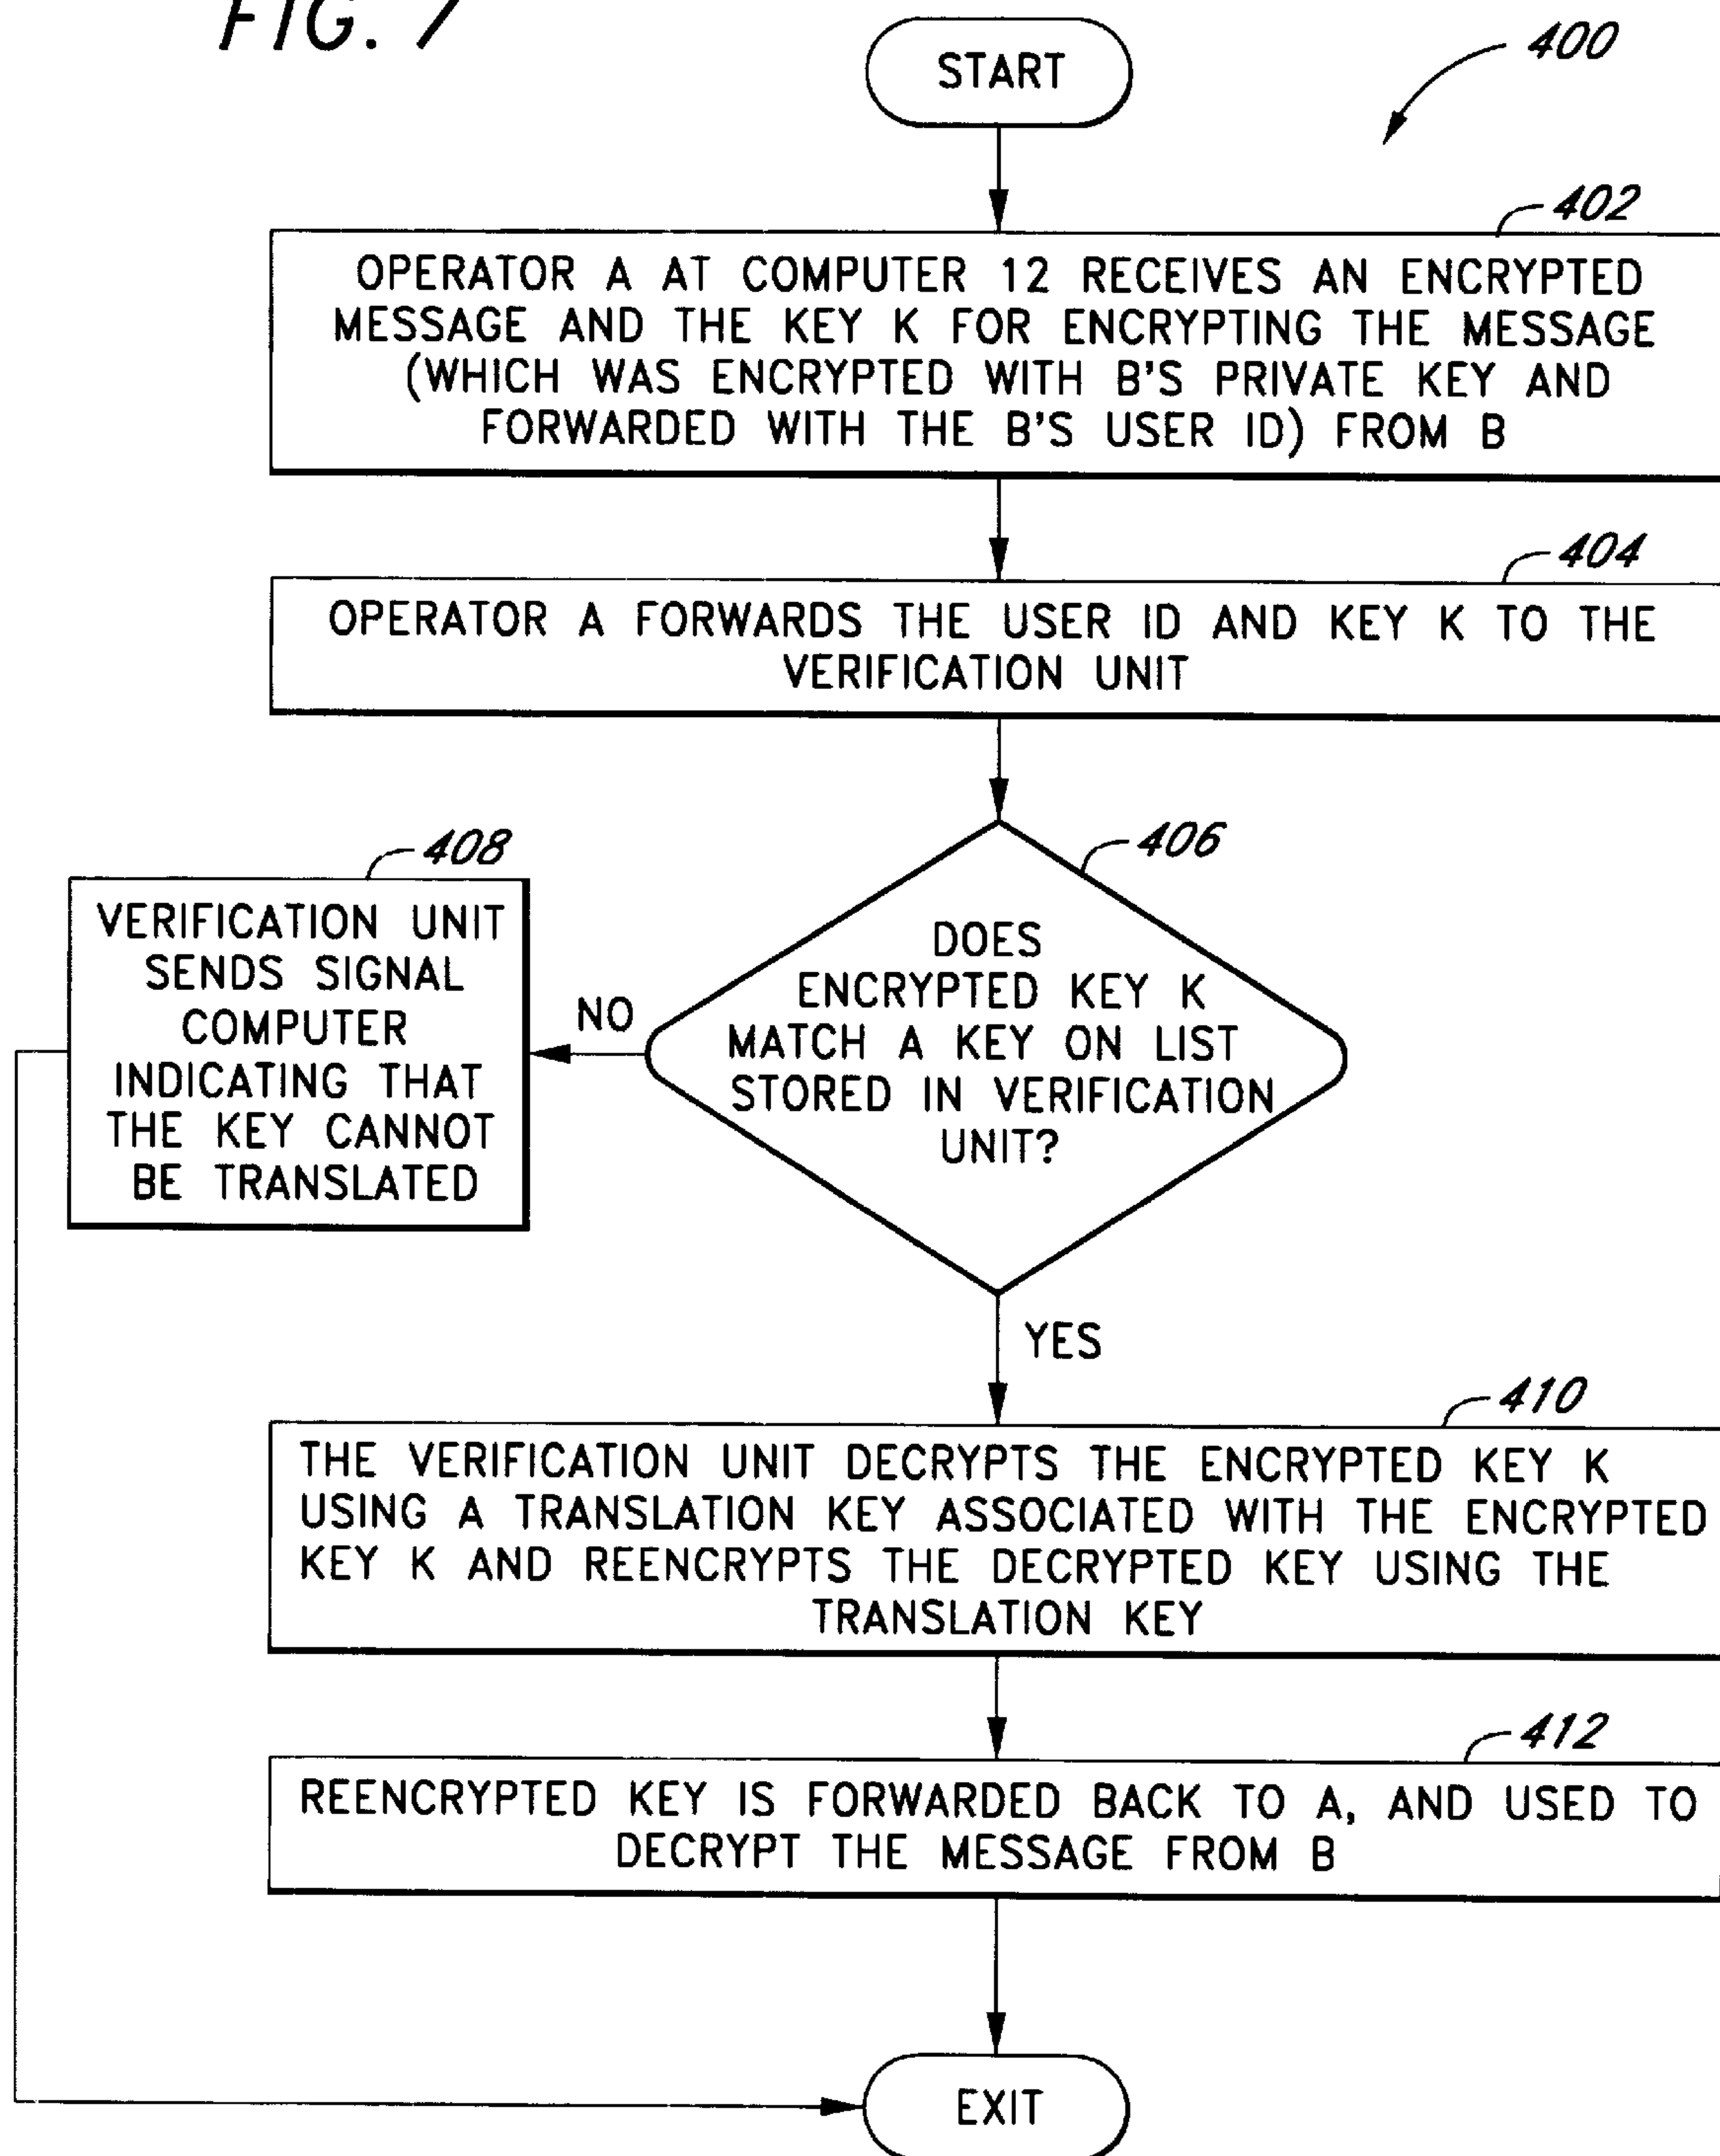 FIG. 7
START
400
402
OPERATOR A AT COMPUTER 12 RECEIVES AN ENCRYPTED
MESSAGE AND THE KEY K FOR ENCRYPTING THE MESSAGE
(WHICH WAS ENCRYPTED WITH B'S PRIVATE KEY AND
FORWARDED WITH THE B'S USER ID) FROM B
404
OPERATOR A FORWARDS THE USER ID AND KEY K TO THE
VERIFICATION UNIT
406
DOES
ENCRYPTED KEY K
MATCH A KEY ON LIST
STORED IN VERIFICATION
UNIT?
NO
408
VERIFICATION UNIT
SENDS SIGNAL
COMPUTER
INDICATING THAT
THE KEY CANNOT
BE TRANSLATED
YES
410
THE VERIFICATION UNIT DECRYPTS THE ENCRYPTED KEY K
USING A TRANSLATION KEY ASSOCIATED WITH THE ENCRYPTED
KEY K AND REENCRYPTS THE DECRYPTED KEY USING THE
TRANSLATION KEY
412
REENCRYPTED KEY IS FORWARDED BACK TO A, AND USED TO
DECRYPT THE MESSAGE FROM B
EXIT